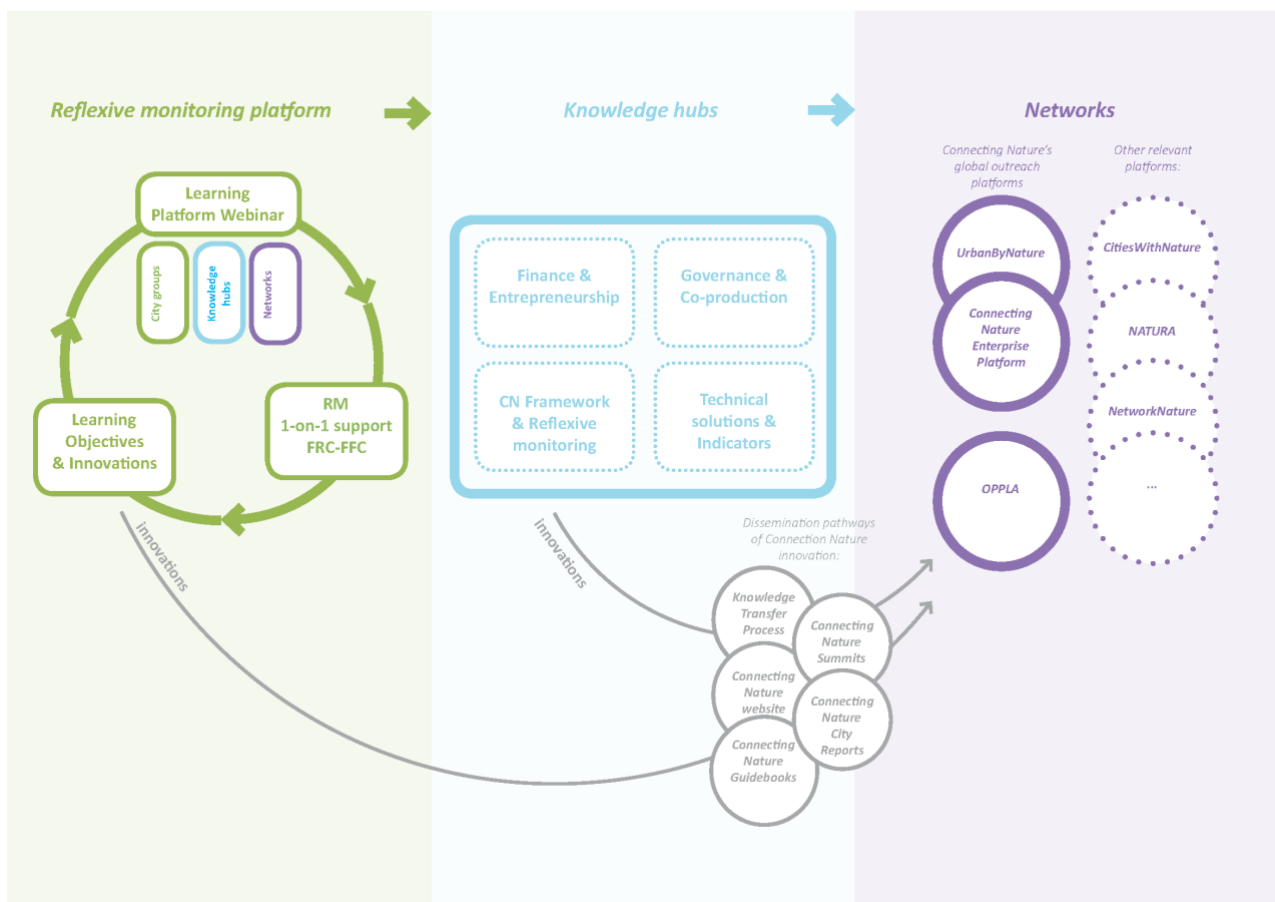 Reflexive monitoring platform
Learning
Platform Webinar
City groups
Knowledge
hubs
Networks
RM
1-on-1 support
FRC-FFC
Learning
Objectives
& Innovations
innovations
Knowledge hubs
Finance &
Entrepreneurship
Governance &
Co-production
CN Framework
& Reflexive
monitoring
Technical
solutions &
Indicators
innovations
Dissemination pathways
of Connection Nature
innovation:
Knowledge
Transfer
Process
Connecting
Nature
Summits
Connecting
Nature
website
Connecting
Nature
City
Reports
Connecting
Nature
Guidebooks
Networks
Connecting Nature's
global outreach
platforms
UrbanByNature
Connecting
Nature
Enterprise
Platform
OPPLA
Other relevant
platforms:
CitiesWithNature
NATURA
NetworkNature
...